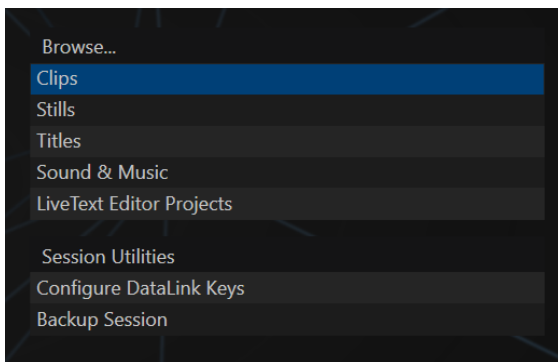 Browse...
Clips
Stills
Titles
Sound & Music
LiveText Editor Projects
Session Utilities
Configure DataLink Keys
Backup Session